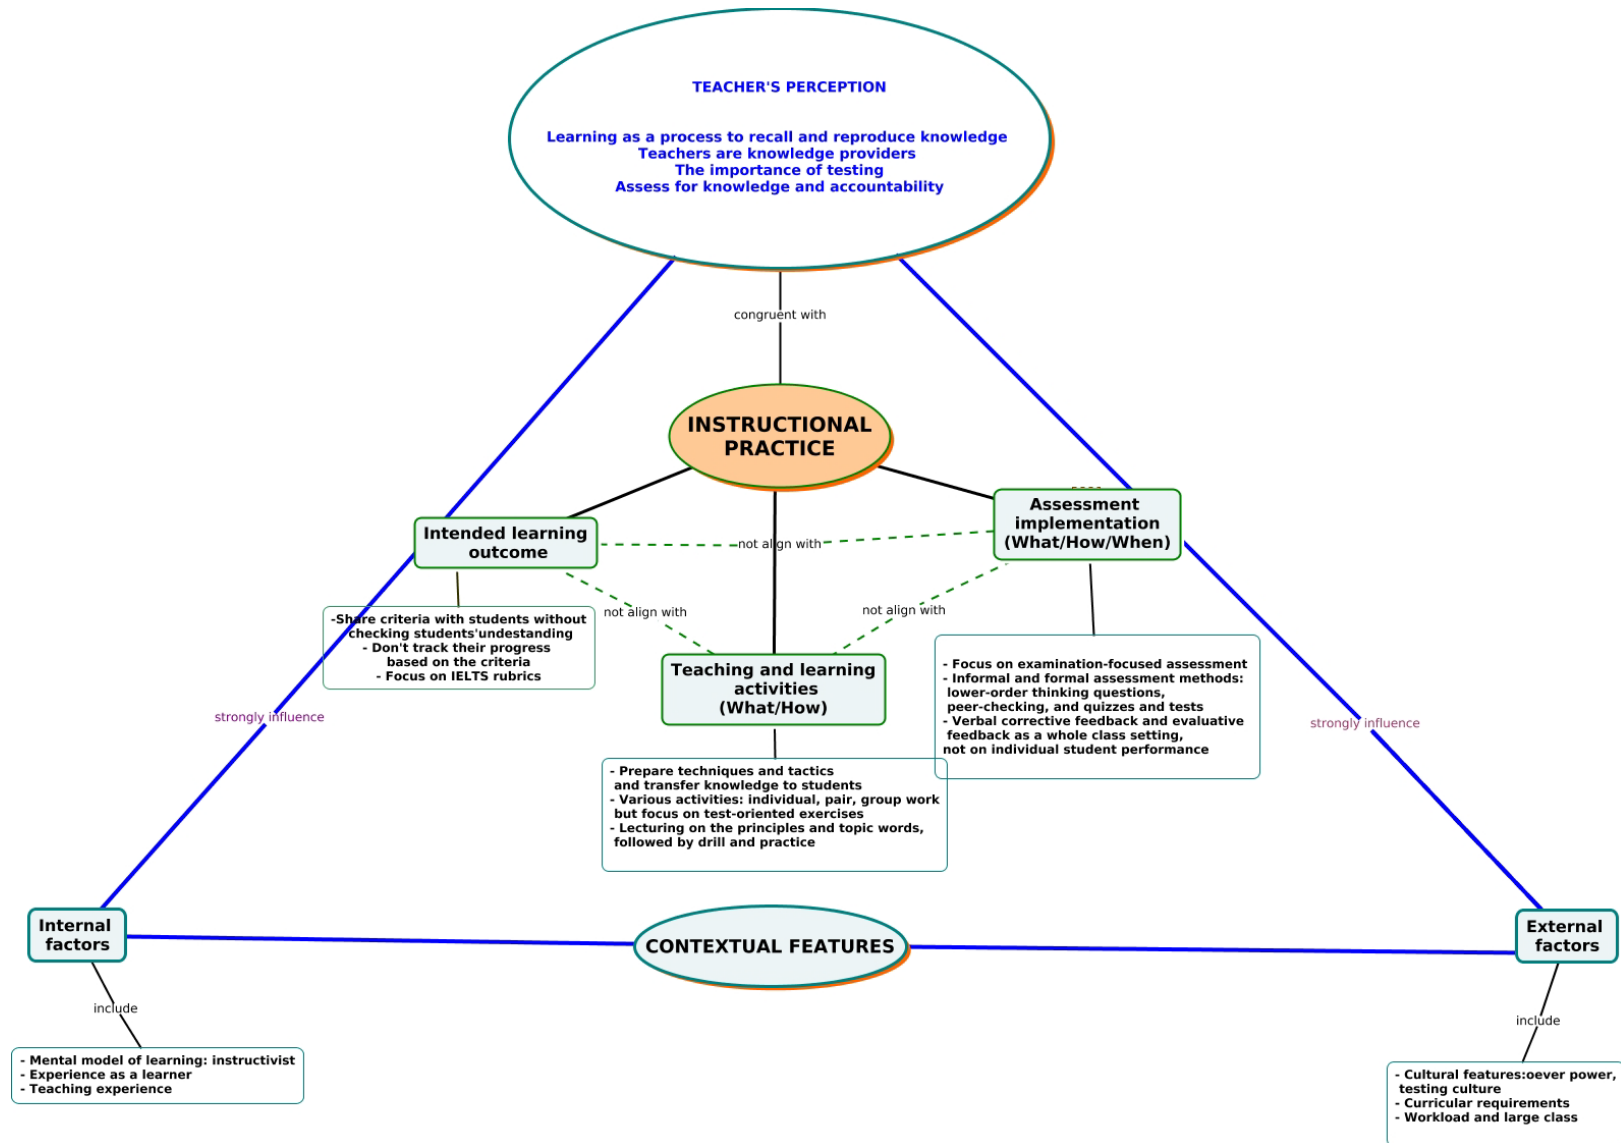 TEACHER'S PERCEPTION
Learning as a process to recall and reproduce knowledge
Teachers are knowledge providers
The importance of testing
Assess for knowledge and accountability
congruent with
INSTRUCTIONAL
PRACTICE
Intended learning
outcome
not align with
Assessment
implementation
(What/How/When)
not align with
not align with
-Share criteria with students without
checking students'undestanding
- Don't track their progress
based on the criteria
- Focus on IELTS rubrics
Teaching and learning
activities
(What/How)
- Focus on examination-focused assessment
- Informal and formal assessment methods:
lower-order thinking questions,
peer-checking, and quizzes and tests
- Verbal corrective feedback and evaluative
feedback as a whole class setting,
not on individual student performance
strongly influence
strongly influence
- Prepare techniques and tactics
and transfer knowledge to students
- Various activities: individual, pair, group work
but focus on test-oriented exercises
- Lecturing on the principles and topic words,
followed by drill and practice
Internal
factors
CONTEXTUAL FEATURES
External
factors
include
include
- Mental model of learning: instructivist
- Experience as a learner
- Teaching experience
- Cultural features:oever power,
testing culture
- Curricular requirements
- Workload and large class